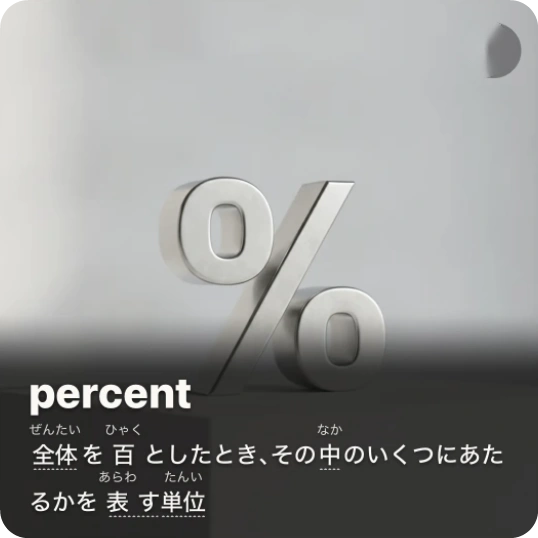 %
percent
ぜんたい ひゃく なか
全体を百としたとき、その中のいくつにあた
あらわ たんい
るかを表す単位